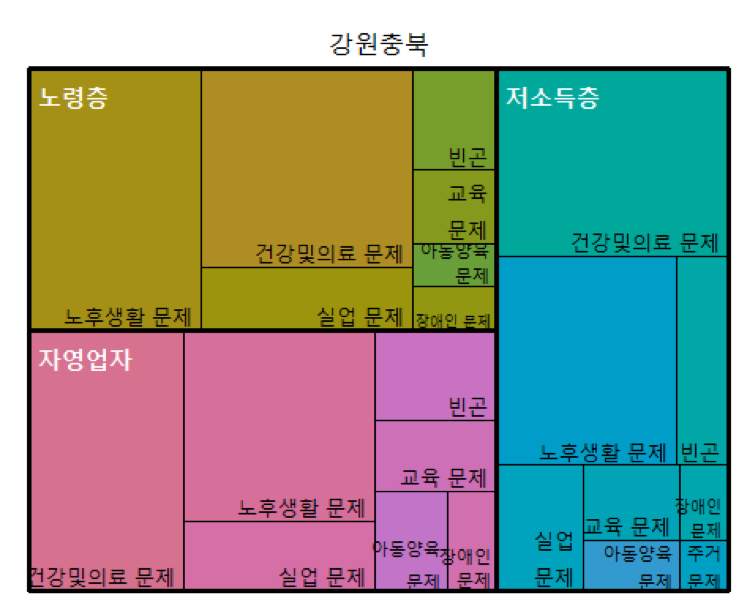 강원충북
노령층
노후생활 문제
건강및의료 문제
실업 문제
빈곤
교육
문제
아동양육
문제
장애인 문제
자영업자
건강및의료 문제
노후생활 문제
실업 문제
빈곤
교육 문제
아동양육
문제
장애인
문제
저소득층
건강및의료 문제
노후생활 문제
빈곤
실업
문제
교육 문제
장애인
문제
아동양육
문제
주거
문제